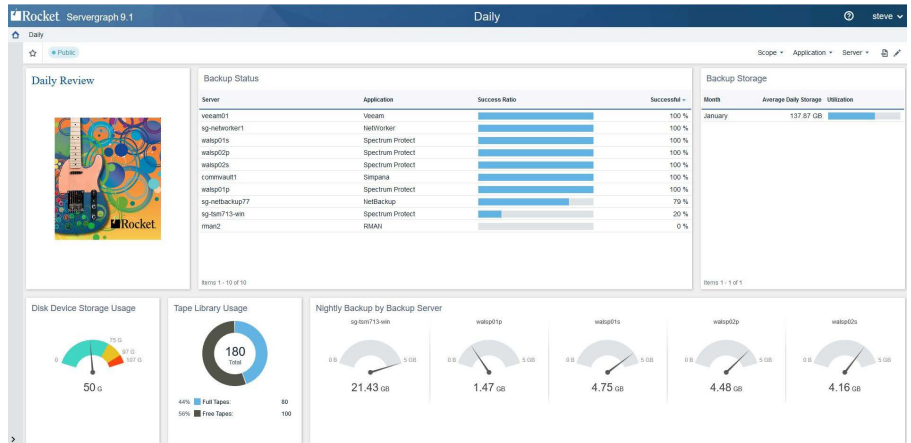 Rocket Servergraph 9.1 Daily steve
Daily
Public Scope Application Server
Daily Review
Rocket
Backup Status
Server Application Success Ratio Successful
veeam01 Veeam 100 %
sg-networker1 NetWorker 100 %
walsp01s Spectrum Protect 100 %
walsp02p Spectrum Protect 100 %
walsp02s Spectrum Protect 100 %
commvault1 Simpana 100 %
walsp01p Spectrum Protect 100 %
sg-netbackup77 NetBackup 79 %
sg-tsm713-win Spectrum Protect 20 %
rman2 RMAN 0 %
Items 1 - 10 of 10
Backup Storage
Month Average Daily Storage Utilization
January 137.87 GB
Items 1 - 1 of 1
Disk Device Storage Usage
75 G
97 G
0 107 G
50 G
Tape Library Usage
180
Total
44% Full Tapes: 80
56% Free Tapes: 100
Nightly Backup by Backup Server
sg-tsm713-win walsp01p walsp01s walsp02p walsp02s
0 B 5 GB 0 B 5 GB 0 B 5 GB 0 B 5 GB 0 B 5 GB
21.43 GB 1.47 GB 4.75 GB 4.48 GB 4.16 GB